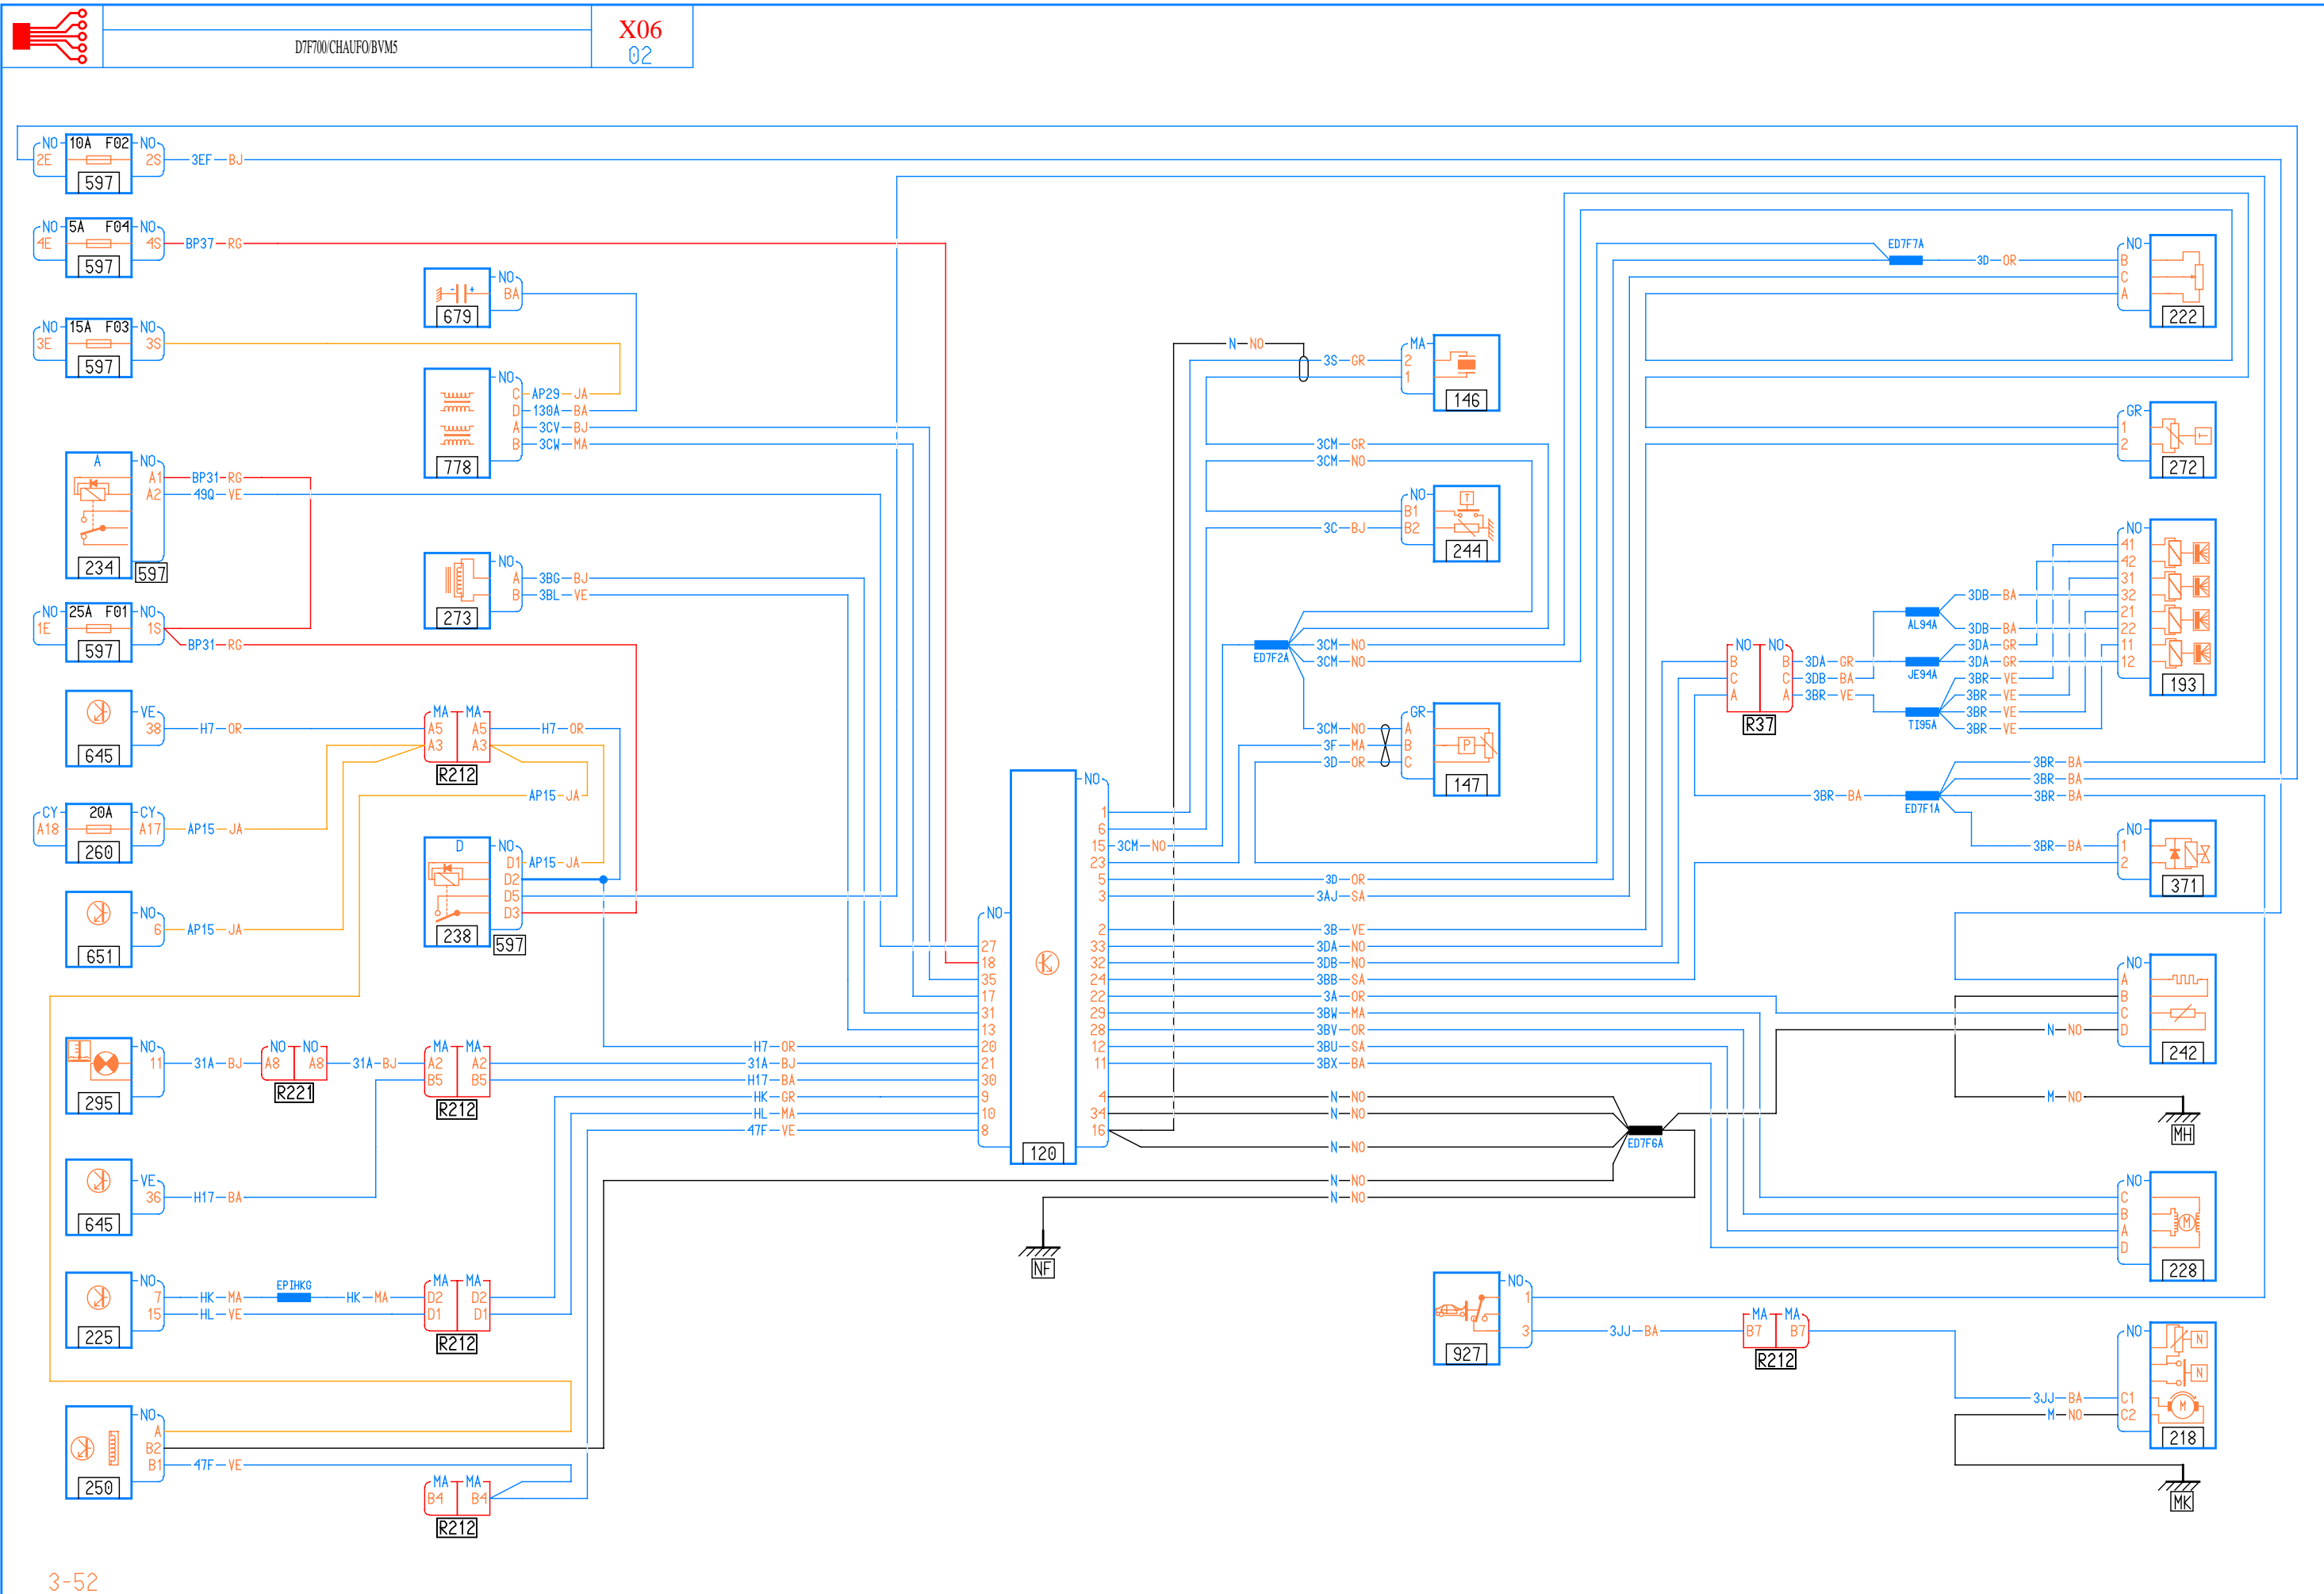 D7F700/CHAUFO/BVM5
X06
02
NO 10A F02 NO
2E 2S 3EF BJ
597
NO 5A F04 NO
4E 4S BP37 RG
597
NO 15A F03 NO
3E 3S
597
A NO
A1 BP31 RG
A2 49Q VE
234 597
NO 25A F01 NO
1E 1S
597 BP31 RG
VE
38 H7 OR
645
CY 20A CY
A18 A17 AP15 JA
260
NO
6 AP15 JA
651
NO NO NO MA MA
11 31A BJ A8 A8 31A BJ A2 A2
B5 B5
295 R221 R212
VE
36 H17 BA
645
NO EPIHKG MA MA
7 HK MA HK MA D2 D2
15 HL VE D1 D1
225 R212
NO
A
B2
B1 47F VE
250
MA MA
B4 B4
R212
NO
BA
679
NO
C AP29 JA
D 130A BA
A 3CV BJ
B 3CW MA
778
NO
A 3BG BJ
B 3BL VE
273
MA MA
A5 A5 H7 OR
A3 A3
R212
AP15 JA
D NO
D1 AP15 JA
D2
D5
D3
238 597
NO
27
18
35
17
31
13
H7 OR 20
31A BJ 21
H17 BA 30
HK GR 9
HL MA 10
47F VE 8
120
NO
1
6
15 3CM NO
23
5 3D OR
3 3AJ SA
2 3B VE
33 3DA NO
32 3DB NO
24 3BB SA
22 3A OR
29 3BW MA
28 3BV OR
12 3BU SA
11 3BX BA
4 N NO
34 N NO
16
N NO
N NO
N NO
ED7F6A
NF
N NO MA
3S GR 2
1
146
3CM GR
3CM NO
NO
B1
3C BJ B2
244
ED7F2A
3CM NO
3CM NO
GR
3CM NO A
3F MA B
3D OR C
P
147
ED7F7A NO
3D OR B
C
A
222
GR
1
2
T
272
NO
41
42
31
3DB BA 32
21
AL94A 3DB BA 22
3DA GR 11
3DA GR 12
193
NO NO
B B 3DA GR JE94A
C C 3DB BA
A A 3BR VE TI95A
R37
3BR VE
3BR VE
3BR VE
3BR VE
3BR BA
3BR BA
3BR BA ED7F1A 3BR BA
NO
3BR BA 1
2
371
NO
A
B
C
N NO D
242
M NO
MH
NO
C
B
A
D
M
228
NO
1
3 3JJ BA
927
MA MA
B7 B7
R212
NO
N
N
3JJ BA C1
M NO C2
M
218
MK
3-52